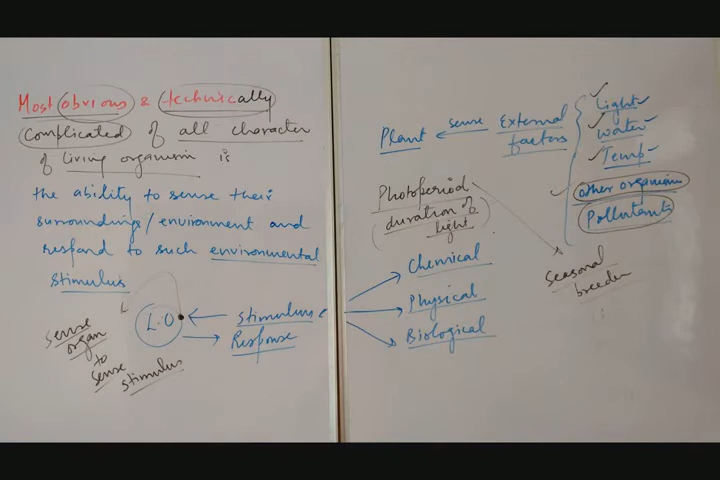 Most obvious & technically
complicated of all character
of living organism is
the ability to sense their
surroundings/environment and
respond to such environmental
stimulus
L.O
Stimulus
Response
Sense
organ
to
sense
stimulus
Plant sense External
factors
Light
water
Temp
other organism
Pollutants
Photoperiod
(duration of
light)
Seasonal
breeder
Chemical
Physical
Biological